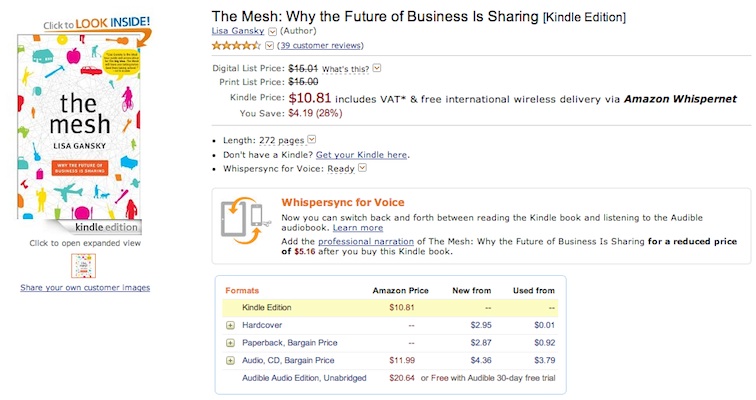 Click to LOOK INSIDE!
the
mesh
LISA GANSKY
WHY THE FUTURE OF
BUSINESS IS SHARING
kindle edition
Click to open expanded view
Share your own customer images
The Mesh: Why the Future of Business Is Sharing [Kindle Edition]
Lisa Gansky (Author)
(39 customer reviews)
Digital List Price: $15.01 What's this?
Print List Price: $15.00
Kindle Price: $10.81 includes VAT* & free international wireless delivery via Amazon Whispernet
You Save: $4.19 (28%)
• Length: 272 pages
• Don't have a Kindle? Get your Kindle here.
• Whispersync for Voice: Ready
Whispersync for Voice
Now you can switch back and forth between reading the Kindle book and listening to the Audible
audiobook. Learn more
Add the professional narration of The Mesh: Why the Future of Business Is Sharing for a reduced price
of $5.16 after you buy this Kindle book.
Formats Amazon Price New from Used from
Kindle Edition $10.81 -- --
Hardcover -- $2.95 $0.01
Paperback, Bargain Price -- $2.87 $0.92
Audio, CD, Bargain Price $11.99 $4.36 $3.79
Audible Audio Edition, Unabridged $20.64 or Free with Audible 30-day free trial